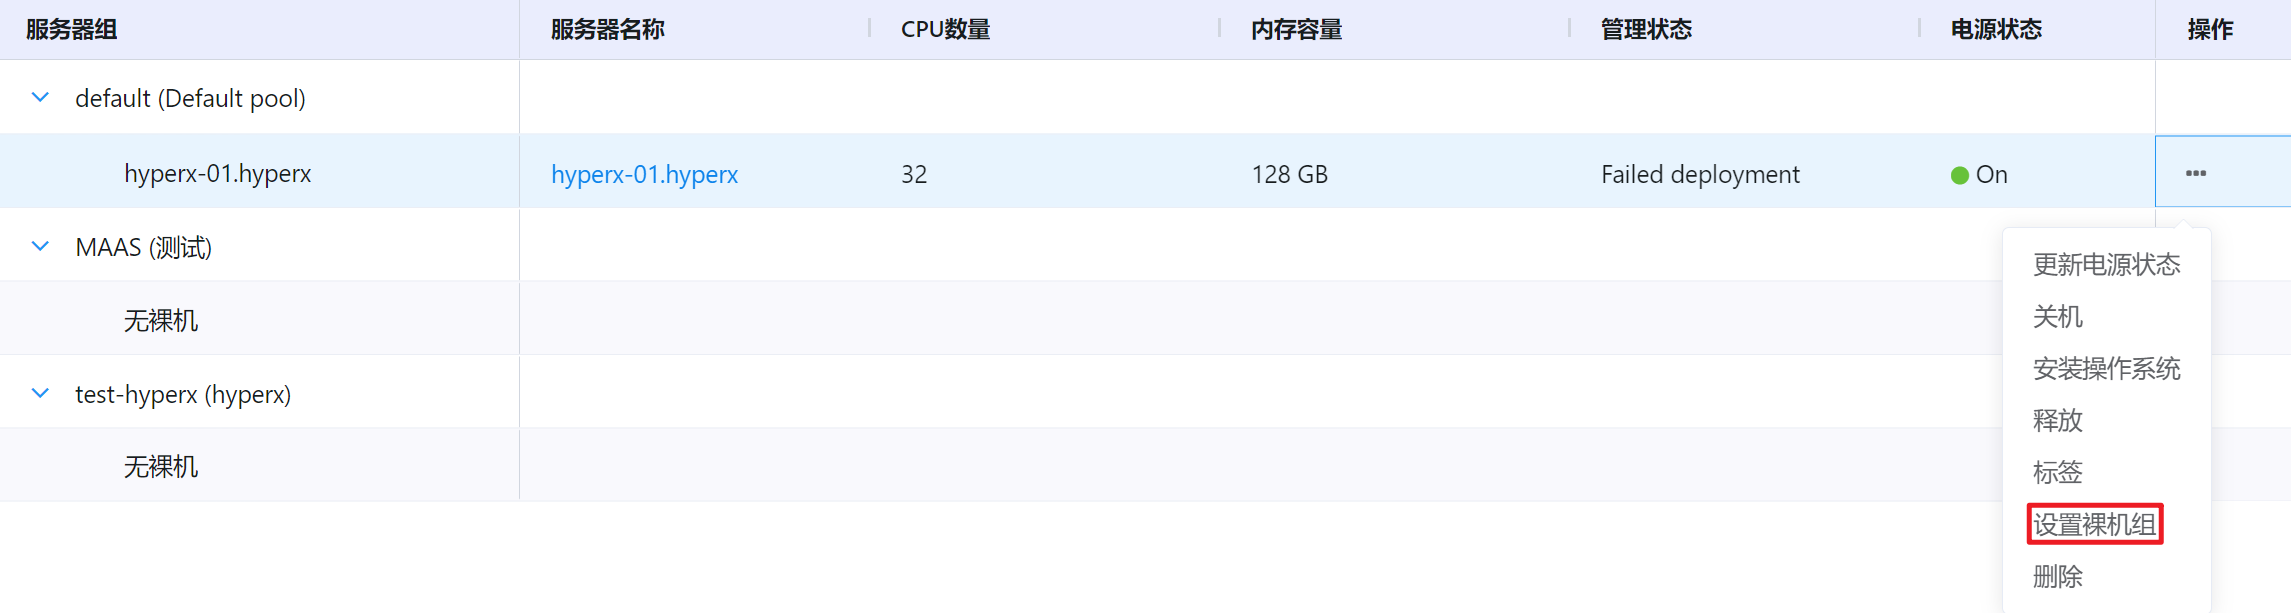 服务器组 服务器名称 CPU数量 内存容量 管理状态 电源状态 操作
default (Default pool)
hyperx-01.hyperx hyperx-01.hyperx 32 128 GB Failed deployment On ···
MAAS (测试)
无裸机
test-hyperx (hyperx)
无裸机
更新电源状态
关机
安装操作系统
释放
标签
设置裸机组
删除